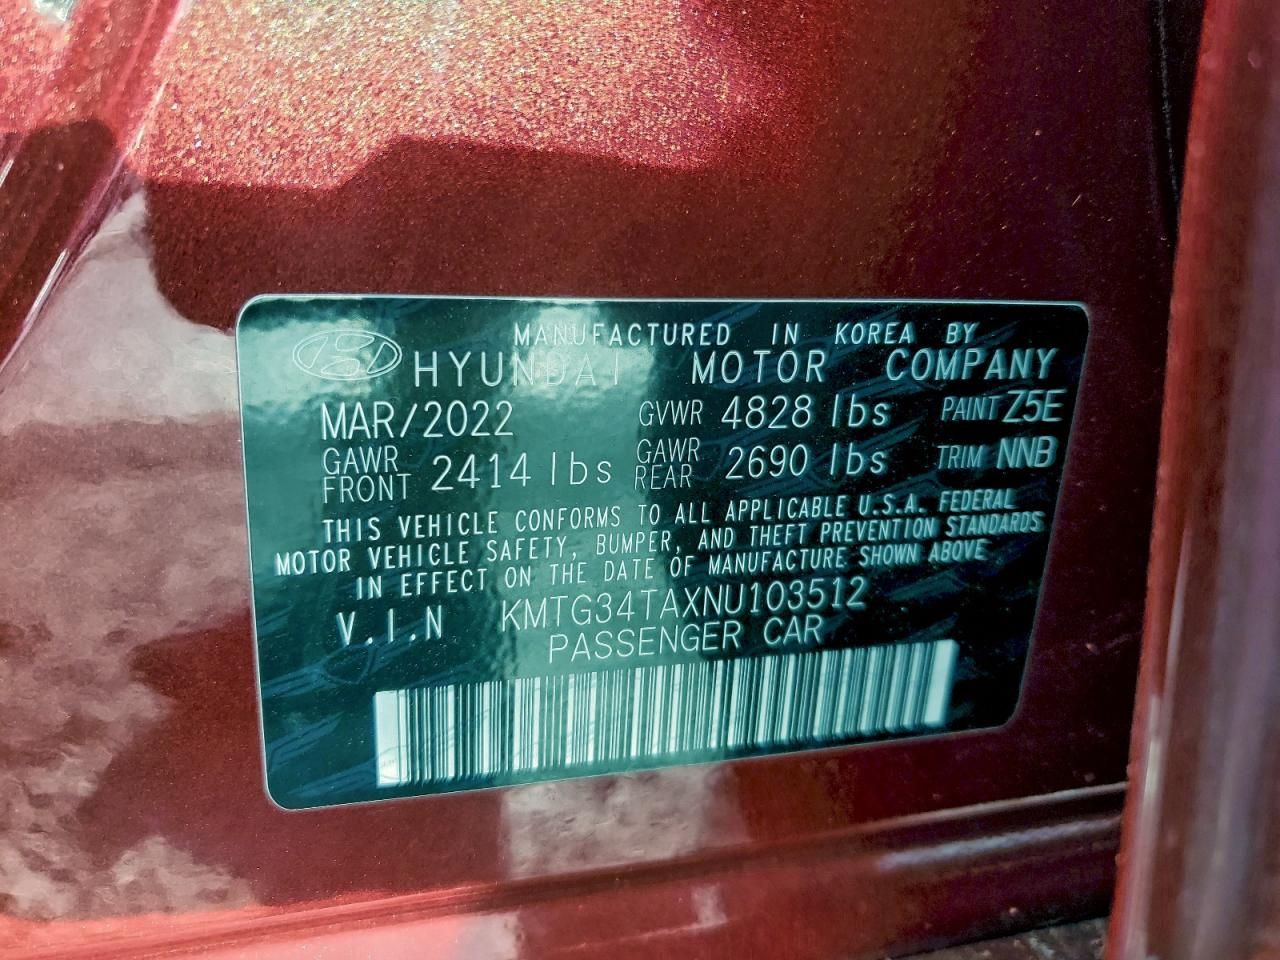 MANUFACTURED IN KOREA BY
HYUNDAI MOTOR COMPANY
MAR/2022 GVWR 4828 lbs PAINT Z5E
GAWR FRONT 2414 lbs GAWR REAR 2690 lbs TRIM NNB
THIS VEHICLE CONFORMS TO ALL APPLICABLE U.S.A. FEDERAL
MOTOR VEHICLE SAFETY, BUMPER, AND THEFT PREVENTION STANDARDS
IN EFFECT ON THE DATE OF MANUFACTURE SHOWN ABOVE
V.I.N KMTG34TAXNU103512
PASSENGER CAR